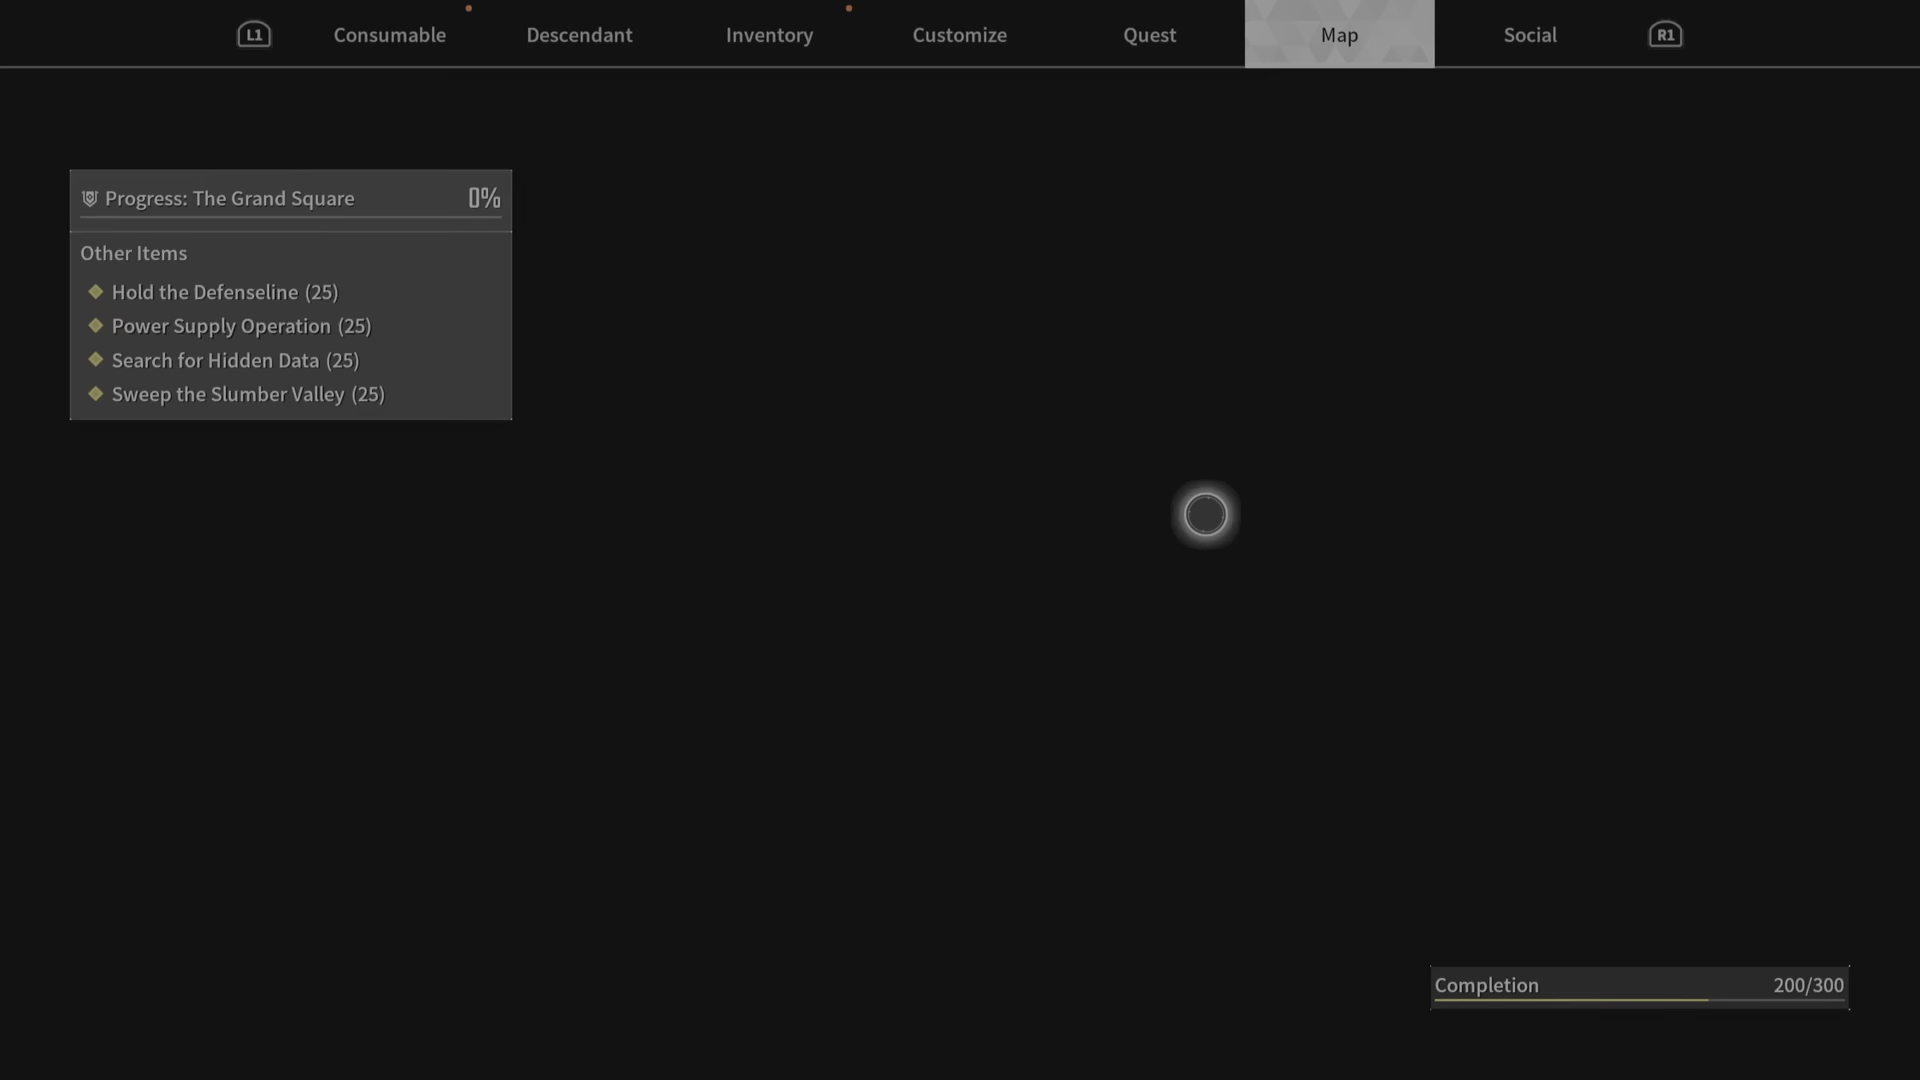 L1 Consumable Descendant Inventory Customize Quest Map Social R1
Progress: The Grand Square 0%
Other Items
Hold the Defenseline (25)
Power Supply Operation (25)
Search for Hidden Data (25)
Sweep the Slumber Valley (25)
Completion 200/300